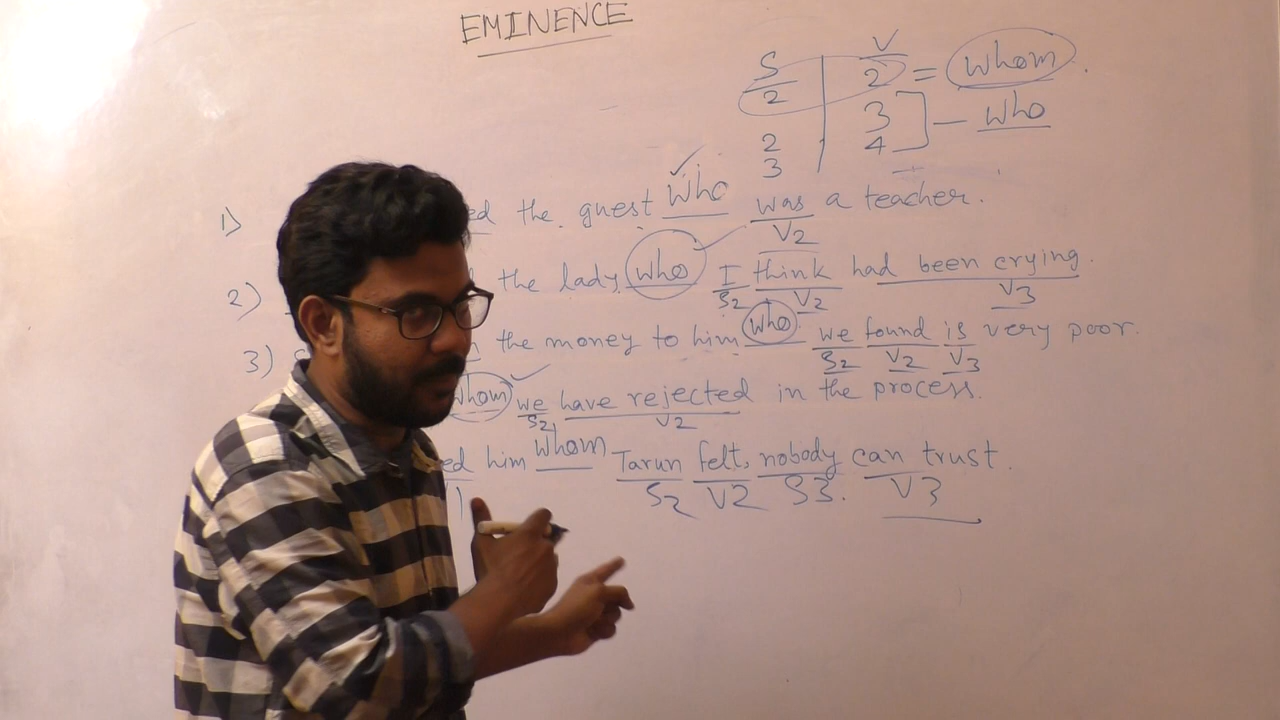 EMINENCE
S V
2 2 = whom.
3 - who
2 4
3
1) ed the guest who was a teacher.
V2
2) the lady who I think had been crying.
S2 V2 V3
3) the money to him who we found is very poor.
S2 V2 V3
whom we have rejected in the process.
S2 V2
ed him whom Tarun felt, nobody can trust.
S2 V2 S3. V3